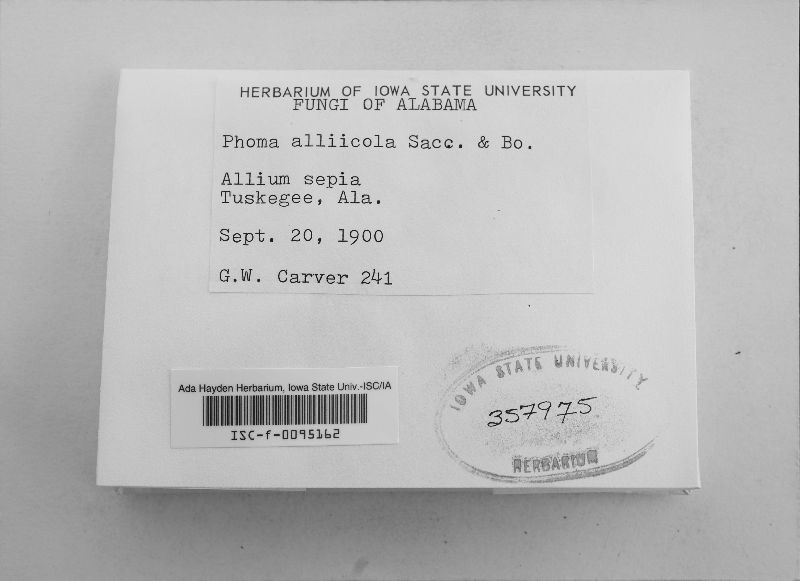 HERBARIUM OF IOWA STATE UNIVERSITY
FUNGI OF ALABAMA
Phoma alliicola Sacc. & Bo.
Allium sepia
Tuskegee, Ala.
Sept. 20, 1900
G.W. Carver 241
Ada Hayden Herbarium, Iowa State Univ.-ISC/IA
ISC-f-0095162
IOWA STATE UNIVERSITY
357975
HERBARIUM